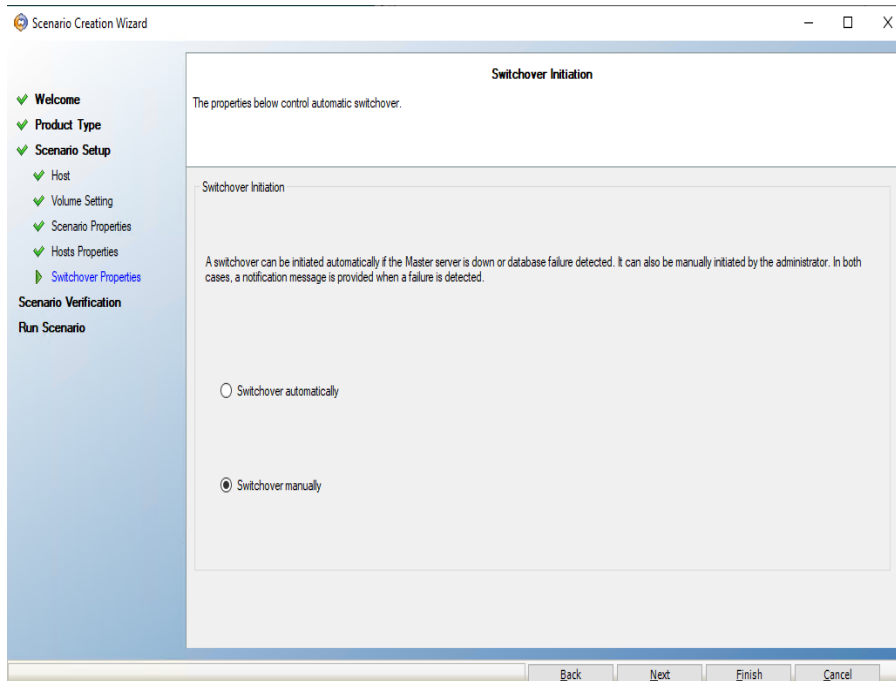 Scenario Creation Wizard
Welcome
Product Type
Scenario Setup
Host
Volume Setting
Scenario Properties
Hosts Properties
Switchover Properties
Scenario Verification
Run Scenario
Switchover Initiation
The properties below control automatic switchover.
Switchover Initiation
A switchover can be initiated automatically if the Master server is down or database failure detected. It can also be manually initiated by the administrator. In both
cases, a notification message is provided when a failure is detected.
Switchover automatically
Switchover manually
Back
Next
Finish
Cancel